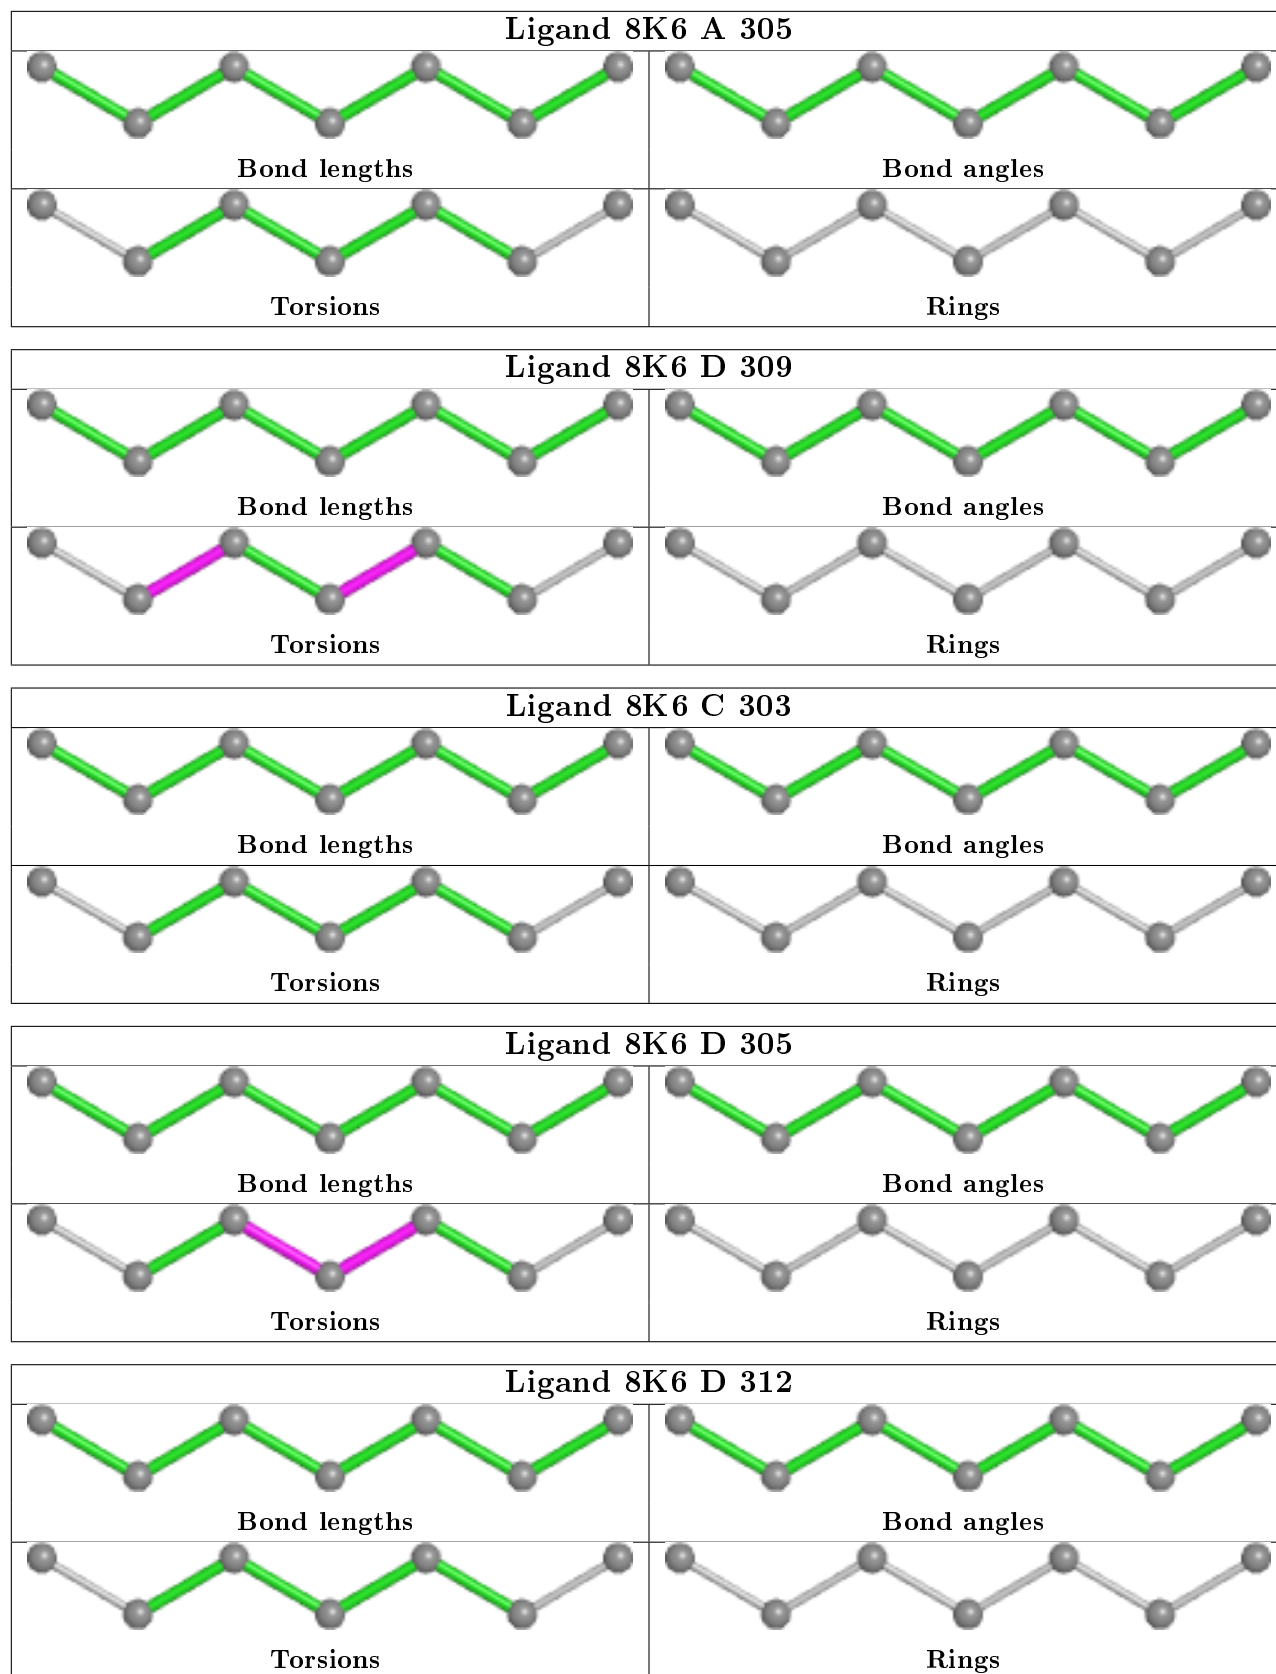 Ligand 8K6 A 305
Bond lengths
Bond angles
Torsions
Rings
Ligand 8K6 D 309
Bond lengths
Bond angles
Torsions
Rings
Ligand 8K6 C 303
Bond lengths
Bond angles
Torsions
Rings
Ligand 8K6 D 305
Bond lengths
Bond angles
Torsions
Rings
Ligand 8K6 D 312
Bond lengths
Bond angles
Torsions
Rings